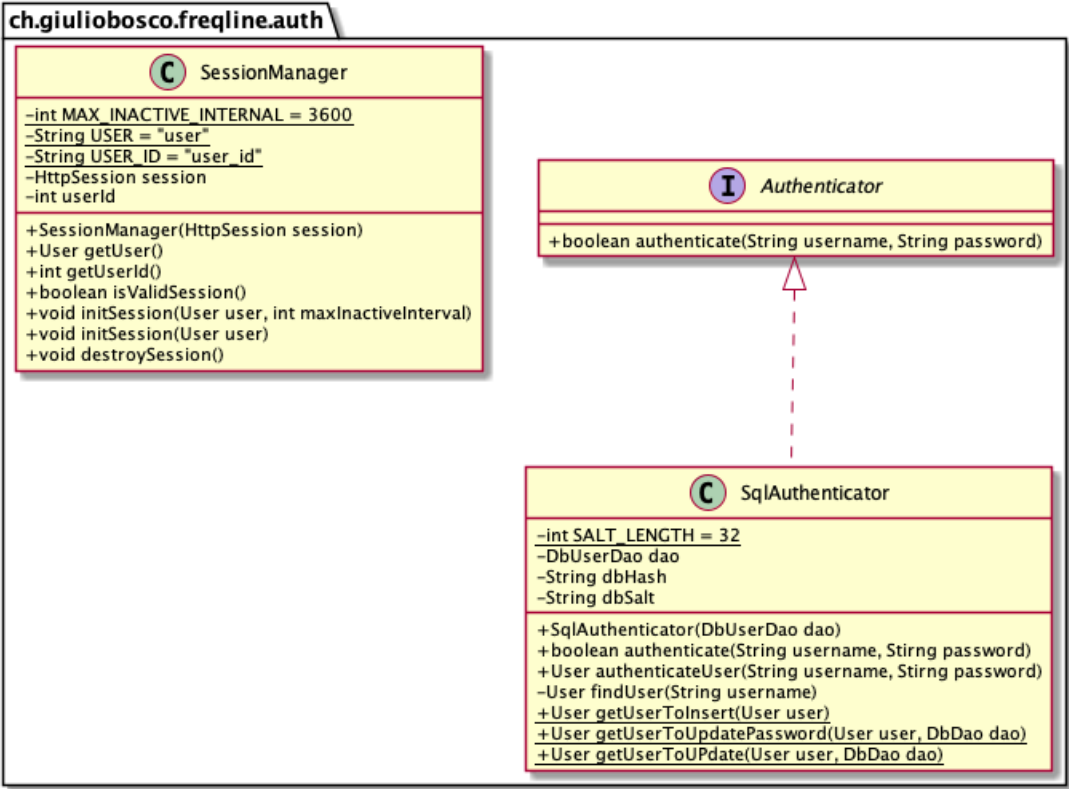 ch.giuliobosco.freqline.auth
C SessionManager
-int MAX_INACTIVE_INTERNAL = 3600
-String USER = "user"
-String USER_ID = "user_id"
-HttpSession session
-int userId
+SessionManager(HttpSession session)
+User getUser()
+int getUserId()
+boolean isValidSession()
+void initSession(User user, int maxInactiveInterval)
+void initSession(User user)
+void destroySession()
I Authenticator
+boolean authenticate(String username, Stirng password)
C SqlAuthenticator
-int SALT_LENGTH = 32
-DbUserDao dao
-String dbHash
-String dbSalt
+SqlAuthenticator(DbUserDao dao)
+boolean authenticate(String username, Stirng password)
+User authenticateUser(String username, Stirng password)
-User findUser(String username)
+User getUserToInsert(User user)
+User getUserToUpdatePassword(User user, DbDao dao)
+User getUserToUPdate(User user, DbDao dao)